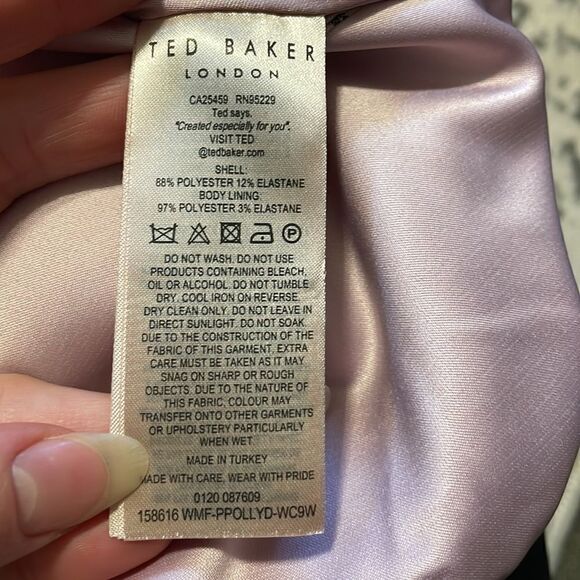 TED BAKER
LONDON
CA25459 RN95229
Ted says.
"Created especially for you".
VISIT TED
@tedbaker.com
SHELL:
88% POLYESTER 12% ELASTANE
BODY LINING:
97% POLYESTER 3% ELASTANE
P
DO NOT WASH. DO NOT USE
PRODUCTS CONTAINING BLEACH,
OIL OR ALCOHOL. DO NOT TUMBLE
DRY. COOL IRON ON REVERSE.
DRY CLEAN ONLY. DO NOT LEAVE IN
DIRECT SUNLIGHT. DO NOT SOAK.
DUE TO THE CONSTRUCTION OF THE
FABRIC OF THIS GARMENT, EXTRA
CARE MUST BE TAKEN AS IT MAY
SNAG ON SHARP OR ROUGH
OBJECTS. DUE TO THE NATURE OF
THIS FABRIC, COLOUR MAY
TRANSFER ONTO OTHER GARMENTS
OR UPHOLSTERY PARTICULARLY
WHEN WET.
MADE IN TURKEY
MADE WITH CARE, WEAR WITH PRIDE
0120 087609
158616 WMF-PPOLLYD-WC9W